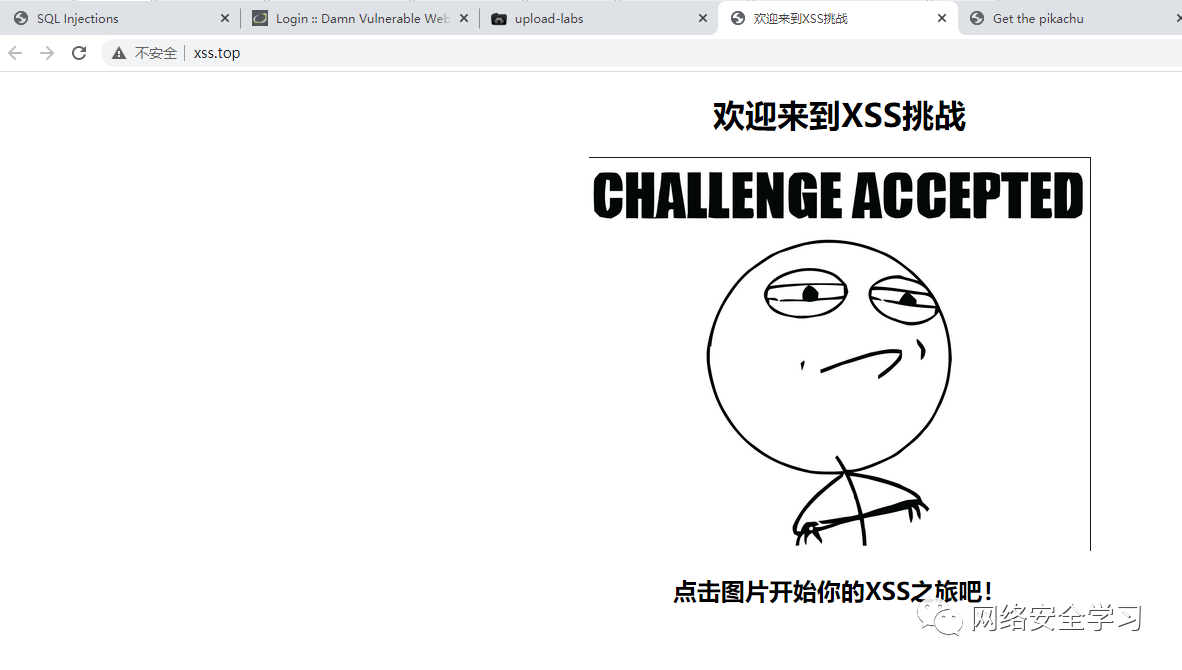 SQL Injections
Login :: Damn Vulnerable Web
upload-labs
欢迎来到XSS挑战
Get the pikachu
不安全
xss.top
欢迎来到XSS挑战
CHALLENGE ACCEPTED
点击图片开始你的XSS之旅吧!
网络安全学习